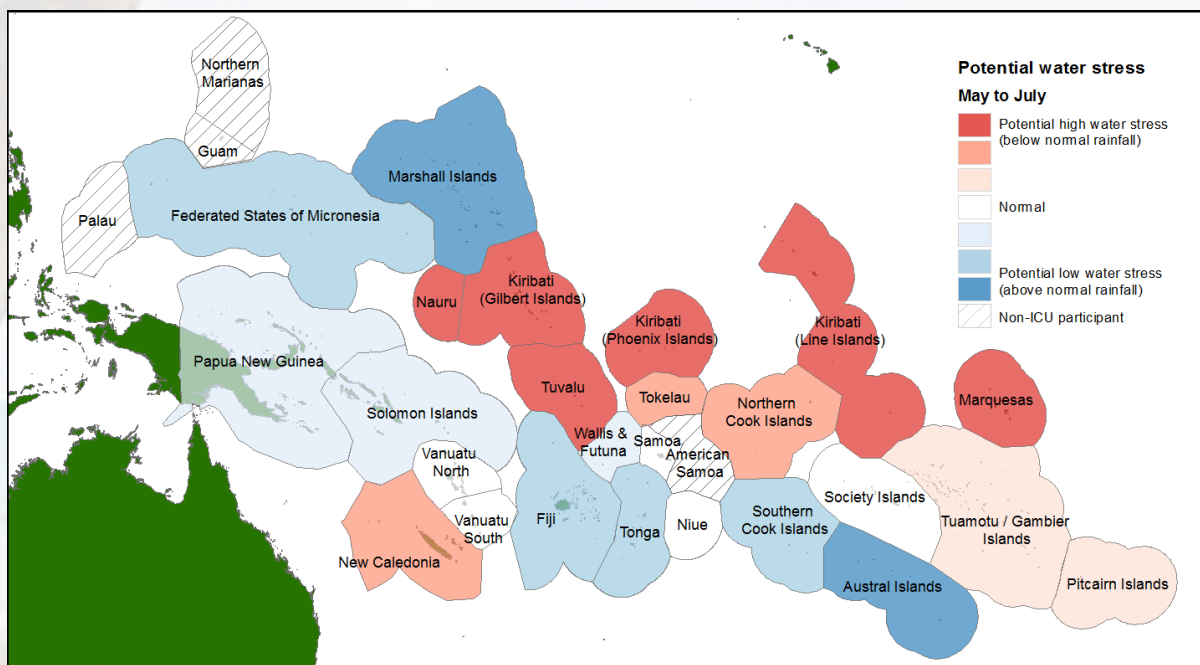 Northern
Marianas
Guam
Palau
Federated States of Micronesia
Marshall Islands
Nauru
Kiribati
(Gilbert Islands)
Kiribati
(Phoenix Islands)
Kiribati
(Line Islands)
Papua New Guinea
Solomon Islands
Tuvalu
Tokelau
Northern
Cook Islands
Marquesas
Wallis &
Futuna
Samoa
American
Samoa
Vanuatu
North
Vanuatu
South
New Caledonia
Fiji
Tonga
Niue
Southern
Cook Islands
Society Islands
Tuamotu / Gambier
Islands
Austral Islands
Pitcairn Islands
Potential water stress
May to July
Potential high water stress
(below normal rainfall)
Normal
Potential low water stress
(above normal rainfall)
Non-ICU participant